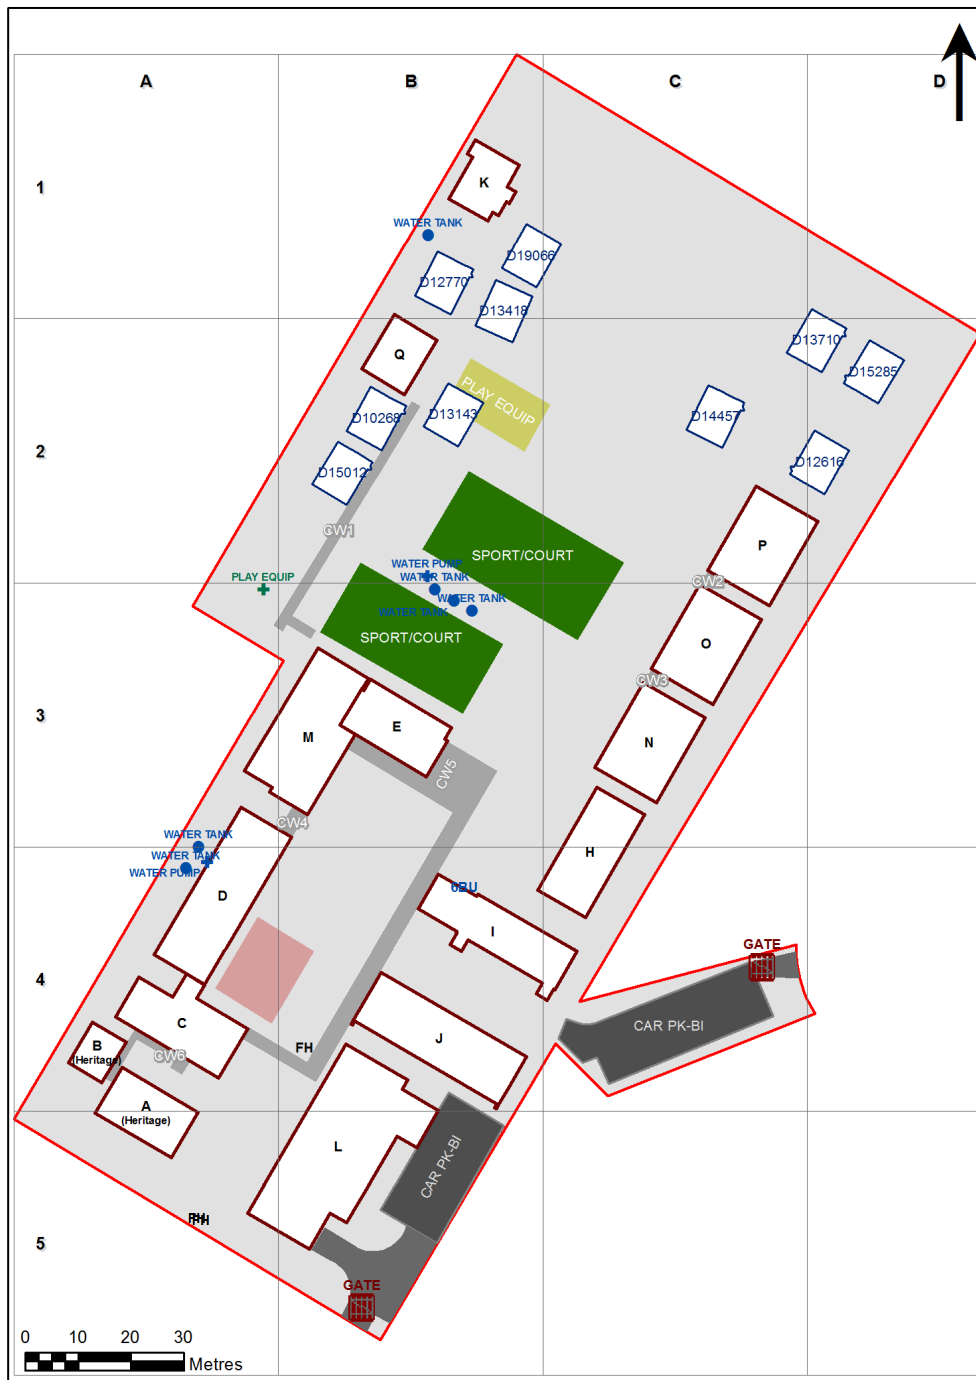 A
B
C
D
1
K
WATER TANK
D19066
D12770
D13418
D13710
Q
D15285
PLAY EQUIP
D10268
D13143
D14457
2
D15012
D12616
CW1
P
SPORT/COURT
WATER PUMP
WATER TANK
PLAY EQUIP
CW2
WATER TANK
WATER TANK
SPORT/COURT
O
CW3
3
E
M
N
CW5
CW4
WATER TANK
WATER TANK
H
WATER PUMP
6BU
D
I
GATE
4
C
CAR PK-BI
J
B
(Heritage)
CW6
FH
A
(Heritage)
L
CAR PK-BI
FH
FH
5
GATE
0 10 20 30
Metres